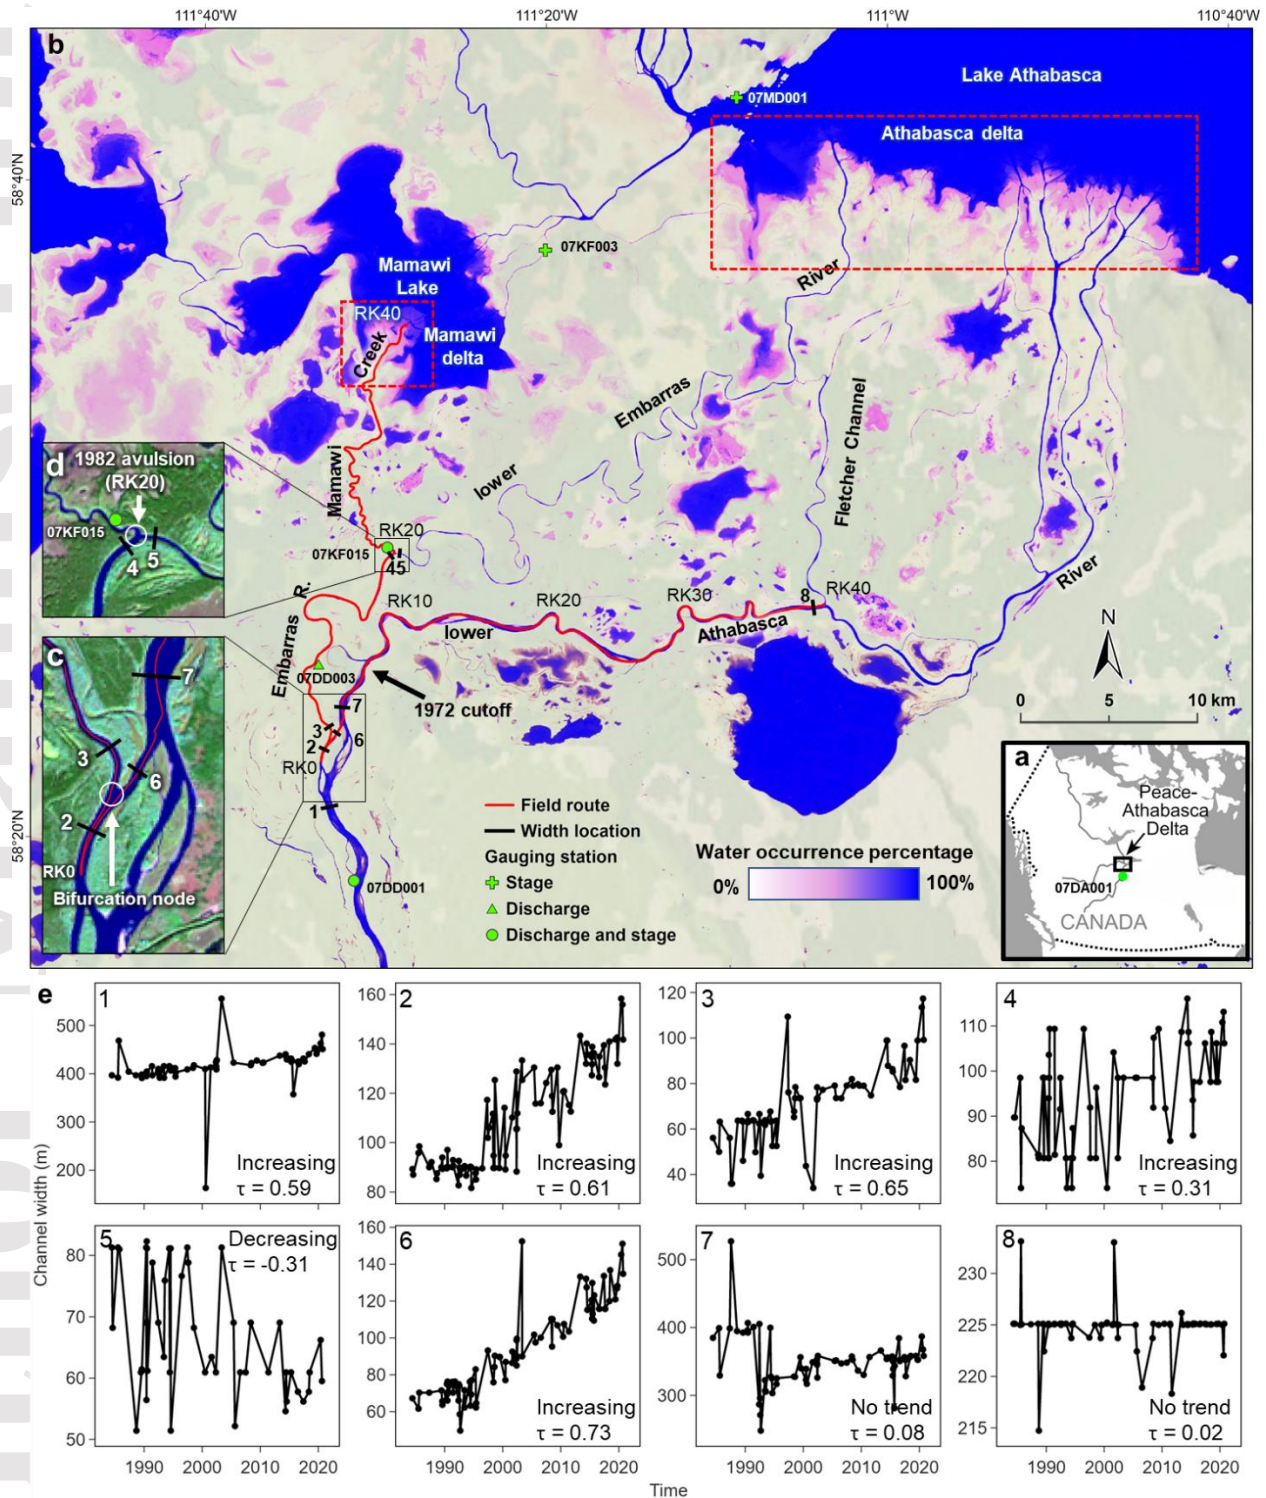 111°40'W
111°20'W
111°W
110°40'W
b
Lake Athabasca
07MD001
Athabasca delta
58°40'N
07KF003
Mamawi
Lake
River
RK40
Creek
Mamawi
delta
Embarras
Fletcher Channel
d
1982 avulsion
(RK20)
07KF015
4
5
Mamawi
lower
RK20
07KF015
45
Embarras R.
RK10
RK20
RK30
8
RK40
River
lower
Athabasca
N
c
7
3
6
2
RK0
Bifurcation node
07DD003
1972 cutoff
7
3
2
6
RK0
1
0
5
10 km
58°20'N
Field route
Width location
Gauging station
Stage
Discharge
Discharge and stage
07DD001
Water occurrence percentage
0%
100%
a
Peace-
Athabasca
Delta
07DA001
CANADA
e
1
500
400
300
200
Increasing
τ = 0.59
2
160
140
120
100
80
Increasing
τ = 0.61
3
120
100
80
60
40
Increasing
τ = 0.65
4
110
100
90
80
Increasing
τ = 0.31
Channel width (m)
5
80
70
60
50
Decreasing
τ = -0.31
1990
2000
2010
2020
6
160
140
120
100
80
60
Increasing
τ = 0.73
1990
2000
2010
2020
7
500
400
300
No trend
τ = 0.08
1990
2000
2010
2020
8
230
225
220
215
No trend
τ = 0.02
1990
2000
2010
2020
Time